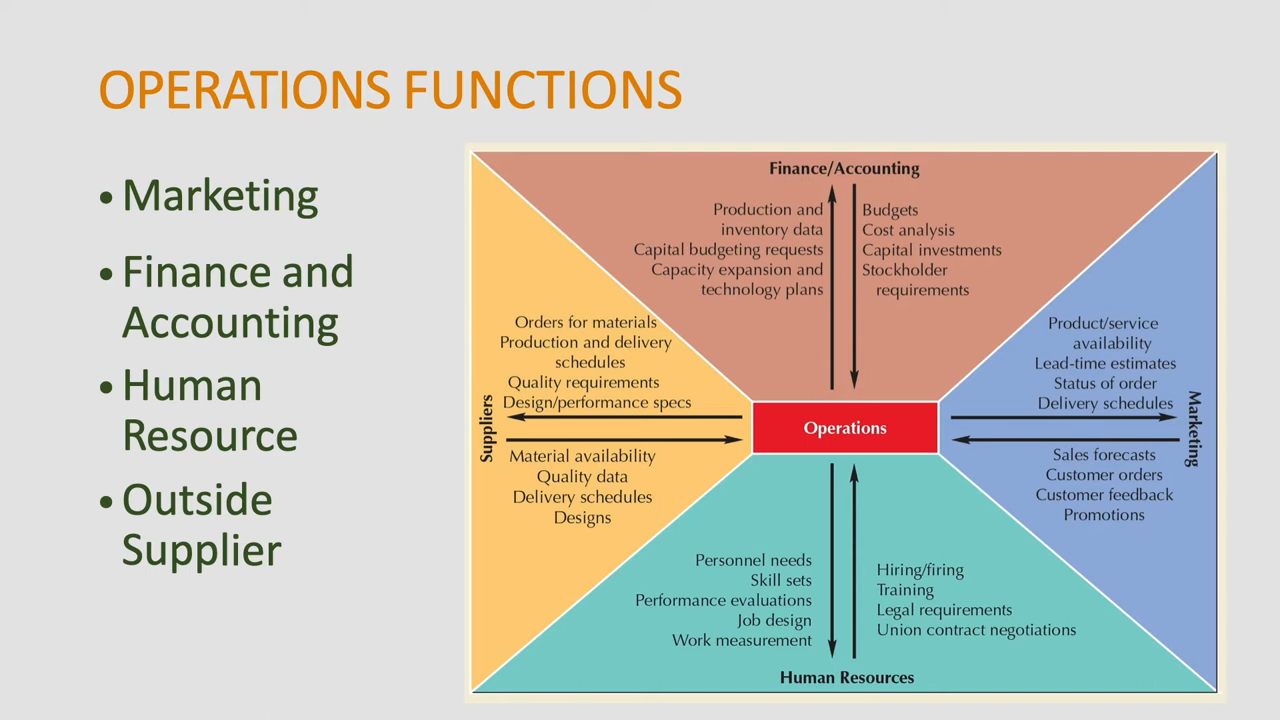 OPERATIONS FUNCTIONS
• Marketing
• Finance and
Accounting
• Human
Resource
• Outside
Supplier
Finance/Accounting
Production and
inventory data
Capital budgeting requests
Capacity expansion and
technology plans
Budgets
Cost analysis
Capital investments
Stockholder
requirements
Suppliers
Orders for materials
Production and delivery
schedules
Quality requirements
Design/performance specs
Material availability
Quality data
Delivery schedules
Designs
Operations
Product/service
availability
Lead-time estimates
Status of order
Delivery schedules
Sales forecasts
Customer orders
Customer feedback
Promotions
Marketing
Personnel needs
Skill sets
Performance evaluations
Job design
Work measurement
Hiring/firing
Training
Legal requirements
Union contract negotiations
Human Resources